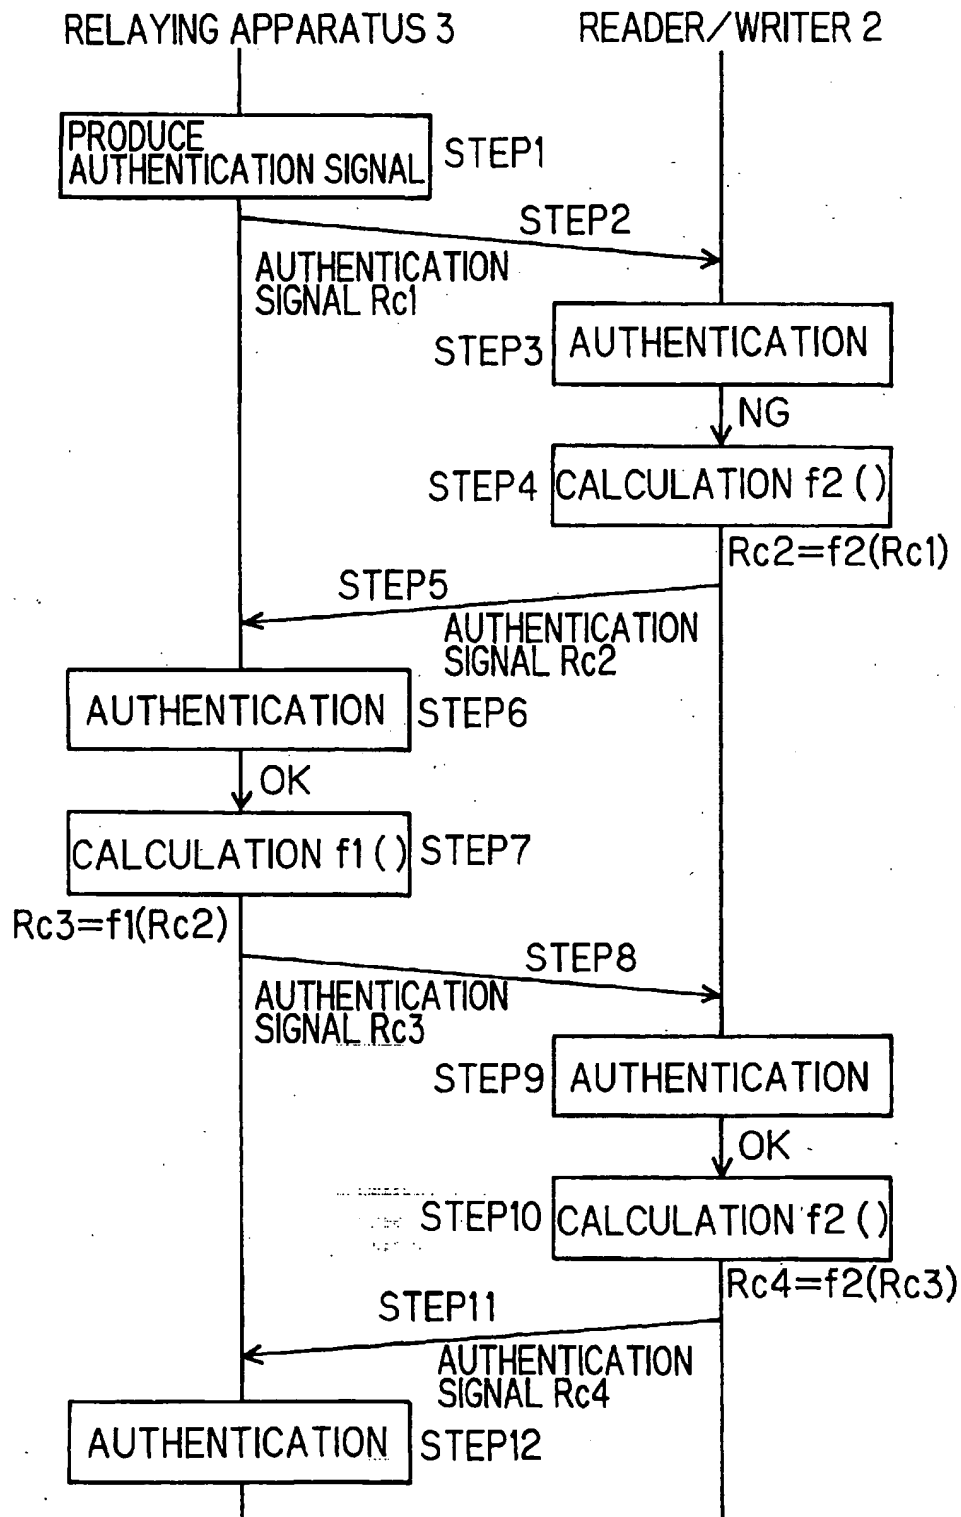 RELAYING APPARATUS 3
READER/WRITER 2
PRODUCE
AUTHENTICATION SIGNAL
STEP1
STEP2
AUTHENTICATION
SIGNAL Rc1
STEP3
AUTHENTICATION
NG
STEP4
CALCULATION f2 ( )
Rc2=f2(Rc1)
STEP5
AUTHENTICATION
SIGNAL Rc2
AUTHENTICATION
STEP6
OK
CALCULATION f1 ( )
STEP7
Rc3=f1(Rc2)
STEP8
AUTHENTICATION
SIGNAL Rc3
STEP9
AUTHENTICATION
OK
STEP10
CALCULATION f2 ( )
Rc4=f2(Rc3)
STEP11
AUTHENTICATION
SIGNAL Rc4
AUTHENTICATION
STEP12